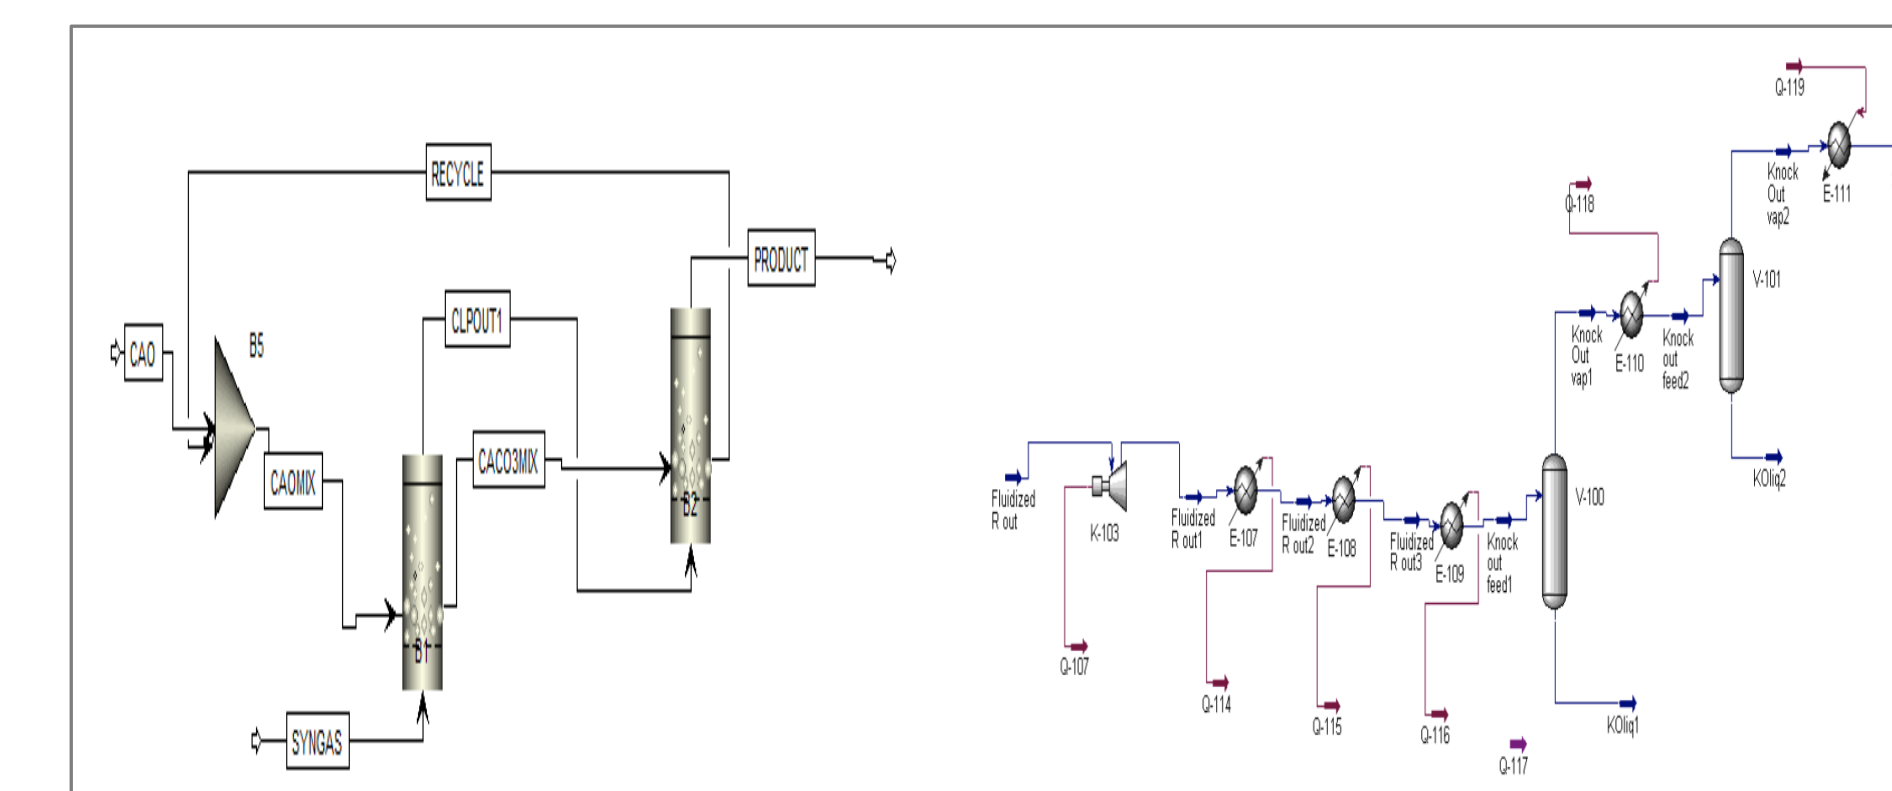 RECYCLE
PRODUCT
CLPOUT1
CAO
B5
CACO3MIX
CAOMIX
B2
B1
SYNGAS
Q-119
Knock
Out
vap2
E-111
Q-118
V-101
Knock
Out
vap1
E-110
Knock
out
feed2
KOliq2
Fluidized
R out
K-103
Fluidized
R out1
E-107
Fluidized
R out2
E-108
Fluidized
R out3
E-109
Knock
out
feed1
V-100
Q-107
Q-114
Q-115
Q-116
Q-117
KOliq1